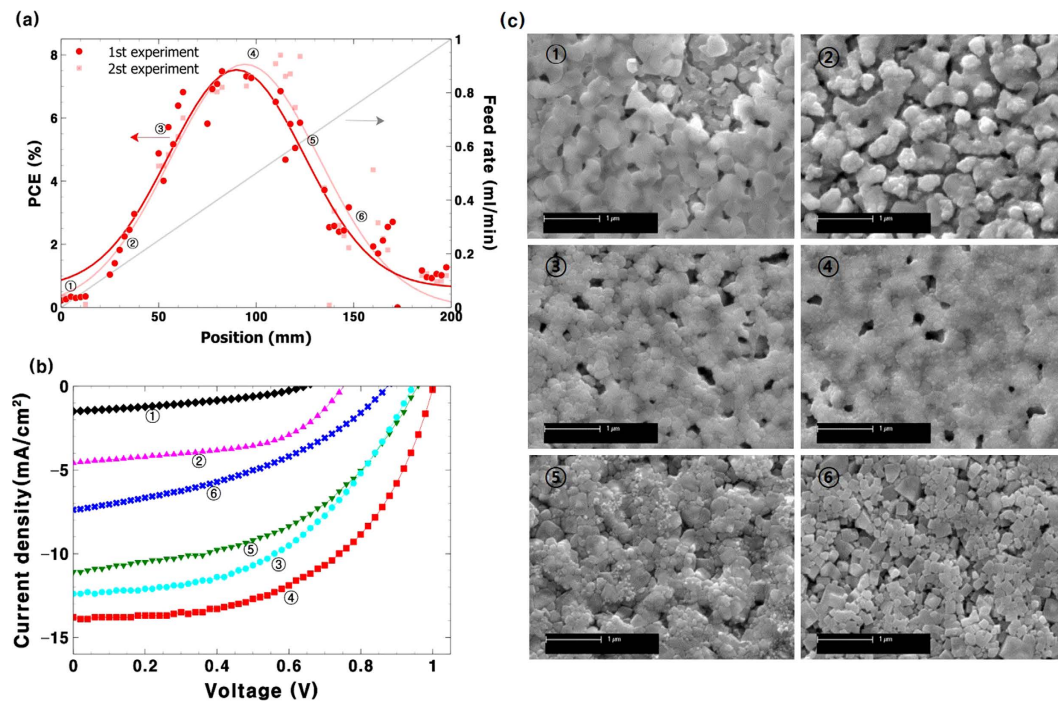 (a)
1st experiment
2st experiment
PCE (%)
8
6
4
2
0
0
50
100
150
200
Position (mm)
1
0.8
0.6
0.4
0.2
0
Feed rate (ml/min)
①
②
③
④
⑤
⑥
(b)
Current density(mA/cm²)
0
−5
−10
−15
0
0.2
0.4
0.6
0.8
1
Voltage (V)
①
②
⑥
⑤
③
④
(c)
①
1 µm
②
1 µm
③
1 µm
④
1 µm
⑤
1 µm
⑥
1 µm